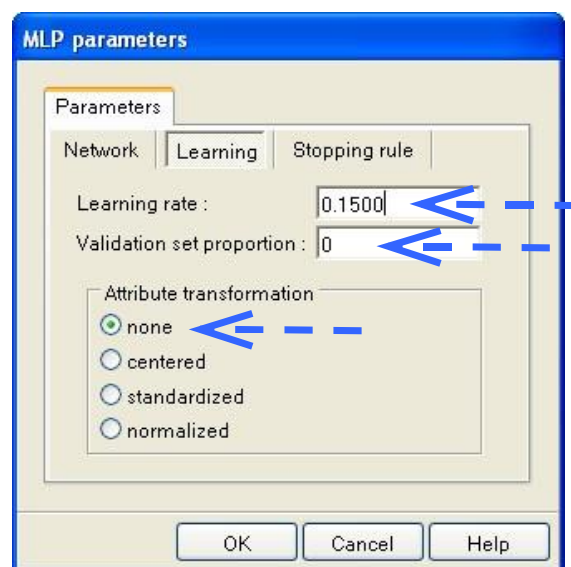 MLP parameters
Parameters
Network Learning Stopping rule
Learning rate : 0.1500
Validation set proportion : 0
Attribute transformation
none
centered
standardized
normalized
OK Cancel Help